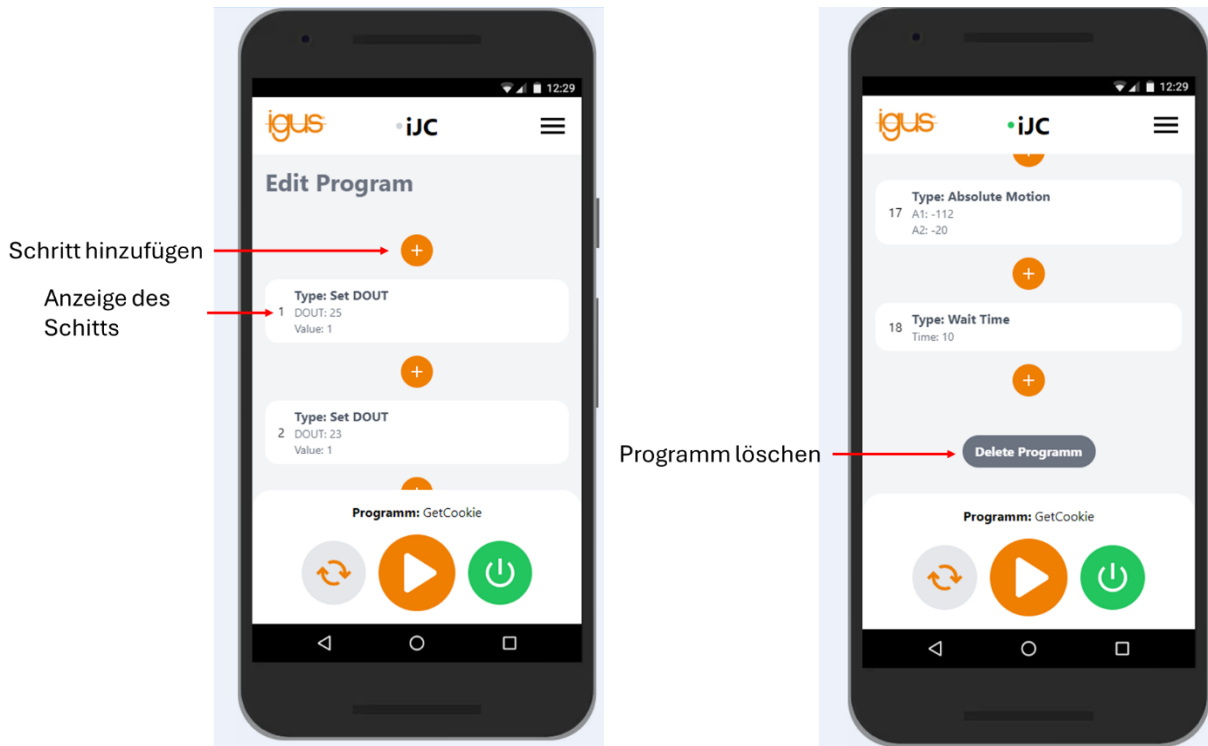 Schritt hinzufügen
Anzeige des
Schitts
12:29
igus
iJC
Edit Program
1
Type: Set DOUT
DOUT: 25
Value: 1
2
Type: Set DOUT
DOUT: 23
Value: 1
Programm: GetCookie
Programm löschen
12:29
igus
iJC
17
Type: Absolute Motion
A1: -112
A2: -20
18
Type: Wait Time
Time: 10
Delete Programm
Programm: GetCookie